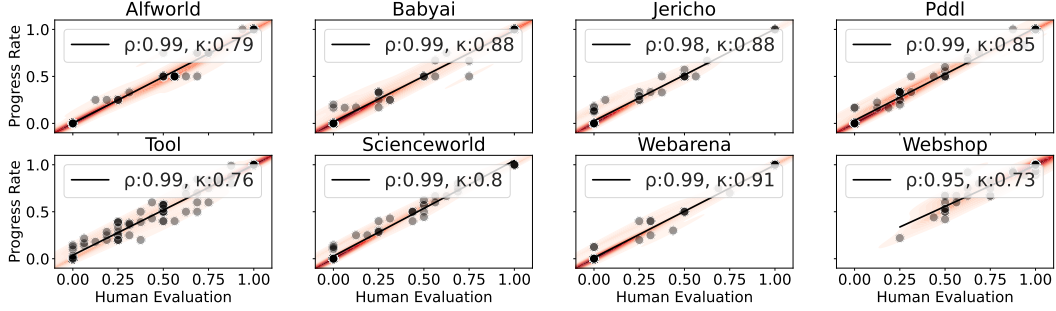 Alfworld
Babyai
Jericho
Pddl
Progress Rate
1.0
0.5
0.0
ρ:0.99, κ:0.79
ρ:0.99, κ:0.88
ρ:0.98, κ:0.88
ρ:0.99, κ:0.85
Tool
Scienceworld
Webarena
Webshop
Progress Rate
1.0
0.5
0.0
ρ:0.99, κ:0.76
ρ:0.99, κ:0.8
ρ:0.99, κ:0.91
ρ:0.95, κ:0.73
0.00 0.25 0.50 0.75 1.00
0.00 0.25 0.50 0.75 1.00
0.00 0.25 0.50 0.75 1.00
0.00 0.25 0.50 0.75 1.00
Human Evaluation
Human Evaluation
Human Evaluation
Human Evaluation